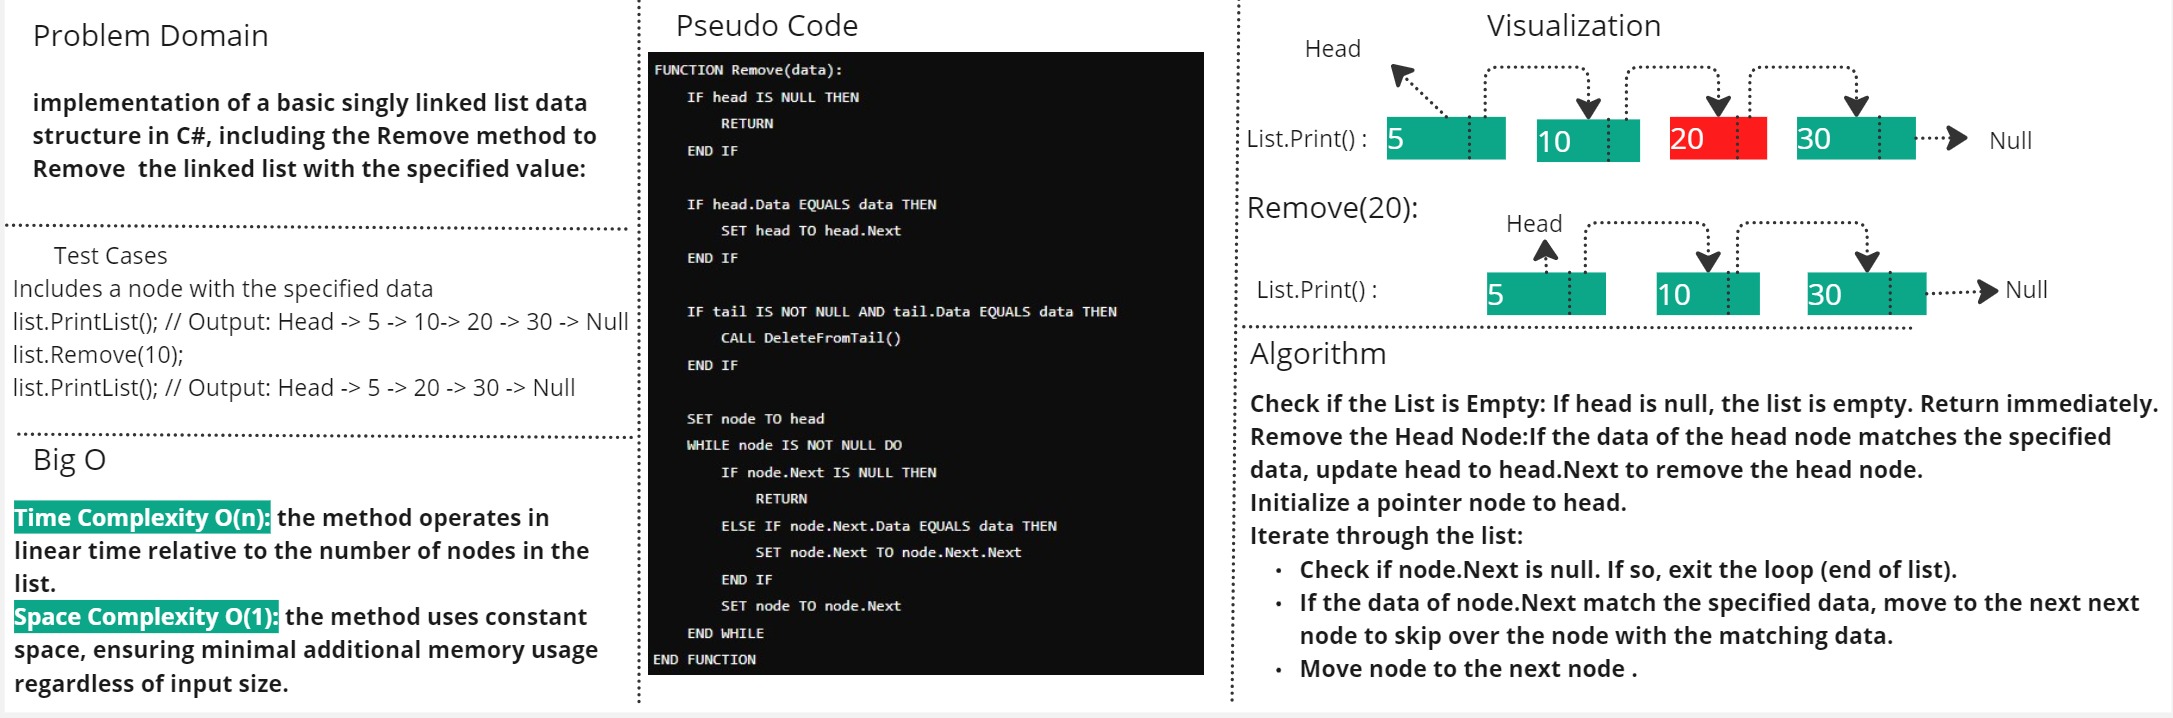 Problem Domain
implementation of a basic singly linked list data
structure in C#, including the Remove method to
Remove  the linked list with the specified value:
Test Cases
Includes a node with the specified data
list.PrintList(); // Output: Head -> 5 -> 10-> 20 -> 30 -> Null
list.Remove(10);
list.PrintList(); // Output: Head -> 5 -> 20 -> 30 -> Null
Big O
Time Complexity O(n): the method operates in
linear time relative to the number of nodes in the
list.
Space Complexity O(1): the method uses constant
space, ensuring minimal additional memory usage
regardless of input size.
Pseudo Code
FUNCTION Remove(data):
    IF head IS NULL THEN
        RETURN
    END IF
    IF head.Data EQUALS data THEN
        SET head TO head.Next
    END IF
    IF tail IS NOT NULL AND tail.Data EQUALS data THEN
        CALL DeleteFromTail()
    END IF
    SET node TO head
    WHILE node IS NOT NULL DO
        IF node.Next IS NULL THEN
            RETURN
        ELSE IF node.Next.Data EQUALS data THEN
            SET node.Next TO node.Next.Next
        END IF
        SET node TO node.Next
    END WHILE
END FUNCTION
Visualization
Head
List.Print() : 5 10 20 30 Null
Remove(20):
Head
List.Print() : 5 10 30 Null
Algorithm
Check if the List is Empty: If head is null, the list is empty. Return immediately.
Remove the Head Node:If the data of the head node matches the specified
data, update head to head.Next to remove the head node.
Initialize a pointer node to head.
Iterate through the list:
• Check if node.Next is null. If so, exit the loop (end of list).
• If the data of node.Next match the specified data, move to the next next
node to skip over the node with the matching data.
• Move node to the next node .